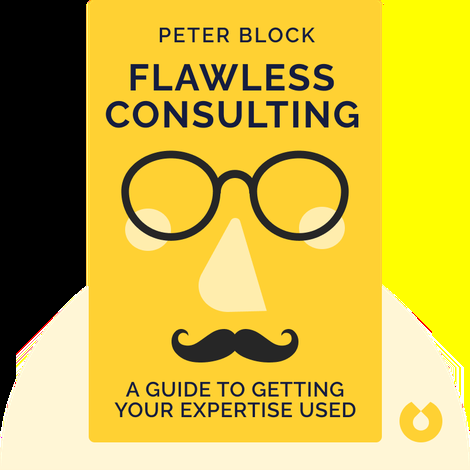 PETER BLOCK
FLAWLESS
CONSULTING
A GUIDE TO GETTING
YOUR EXPERTISE USED